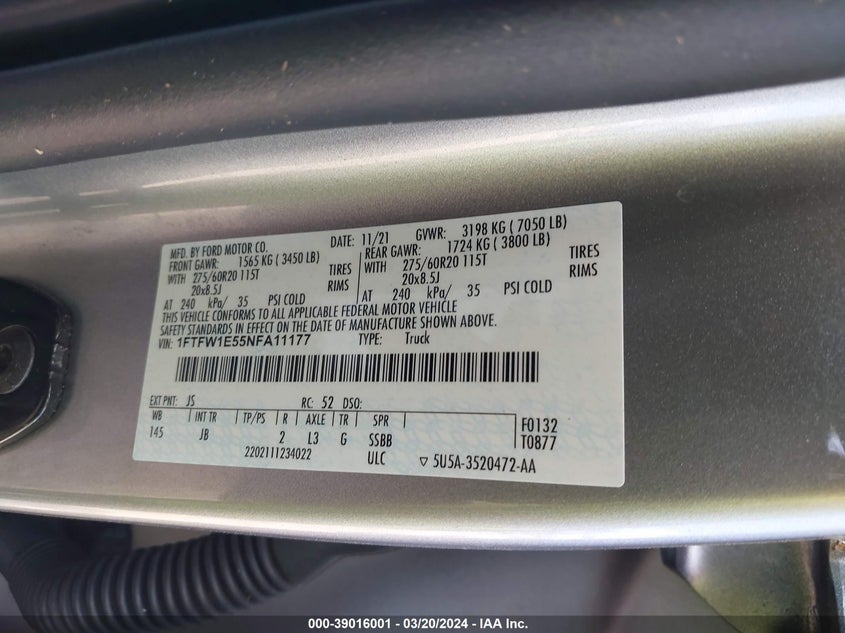 MFD. BY FORD MOTOR CO. DATE: 11/21 GVWR: 3198 KG ( 7050 LB)
FRONT GAWR: 1565 KG ( 3450 LB) REAR GAWR: 1724 KG ( 3800 LB)
WITH 275/60R20 115T TIRES WITH 275/60R20 115T TIRES
20x8.5J RIMS 20x8.5J RIMS
AT 240 kPa/ 35 PSI COLD AT 240 kPa/ 35 PSI COLD
THIS VEHICLE CONFORMS TO ALL APPLICABLE FEDERAL MOTOR VEHICLE
SAFETY STANDARDS IN EFFECT ON THE DATE OF MANUFACTURE SHOWN ABOVE.
VIN: 1FTFW1E55NFA11177 TYPE: Truck
EXT PNT: JS RC: 52 DSO:
WB INT TR TP/PS R AXLE TR SPR F0132
145 JB 2 L3 G SSBB T0877
2202111234022 ULC ▽ 5U5A-3520472-AA
000-39016001 — 03/20/2024 — IAA Inc.